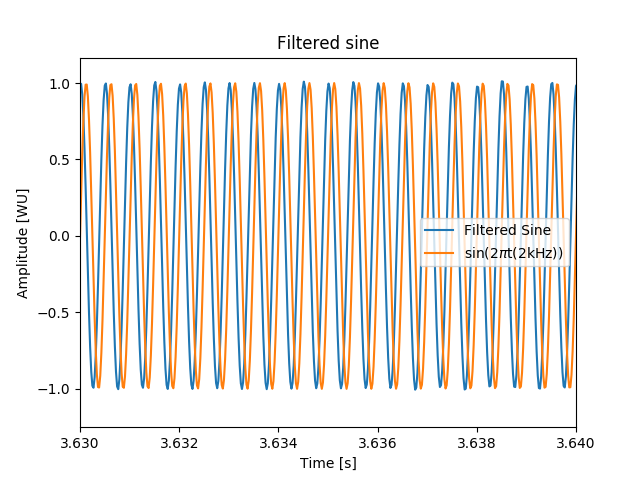 Filtered sine
Amplitude [WU]
1.0
0.5
0.0
−0.5
−1.0
Filtered Sine
sin(2πt(2kHz))
3.630 3.632 3.634 3.636 3.638 3.640
Time [s]